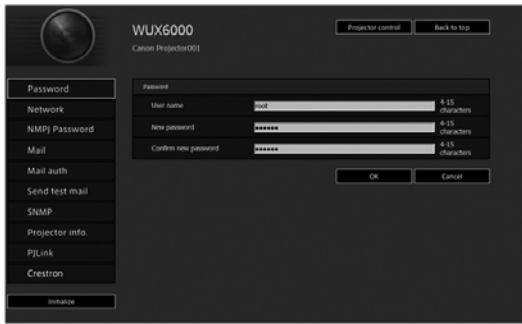 WUX6000
Projector control
Back to top
Canon Projector001
Password
Network
NMPJ Password
Mail
Mail auth
Send test mail
SNMP
Projector info.
PJLink
Crestron
Initialize
Password
User name
root
4-15
characters
New password
••••••
4-15
characters
Confirm new password
••••••
4-15
characters
OK
Cancel